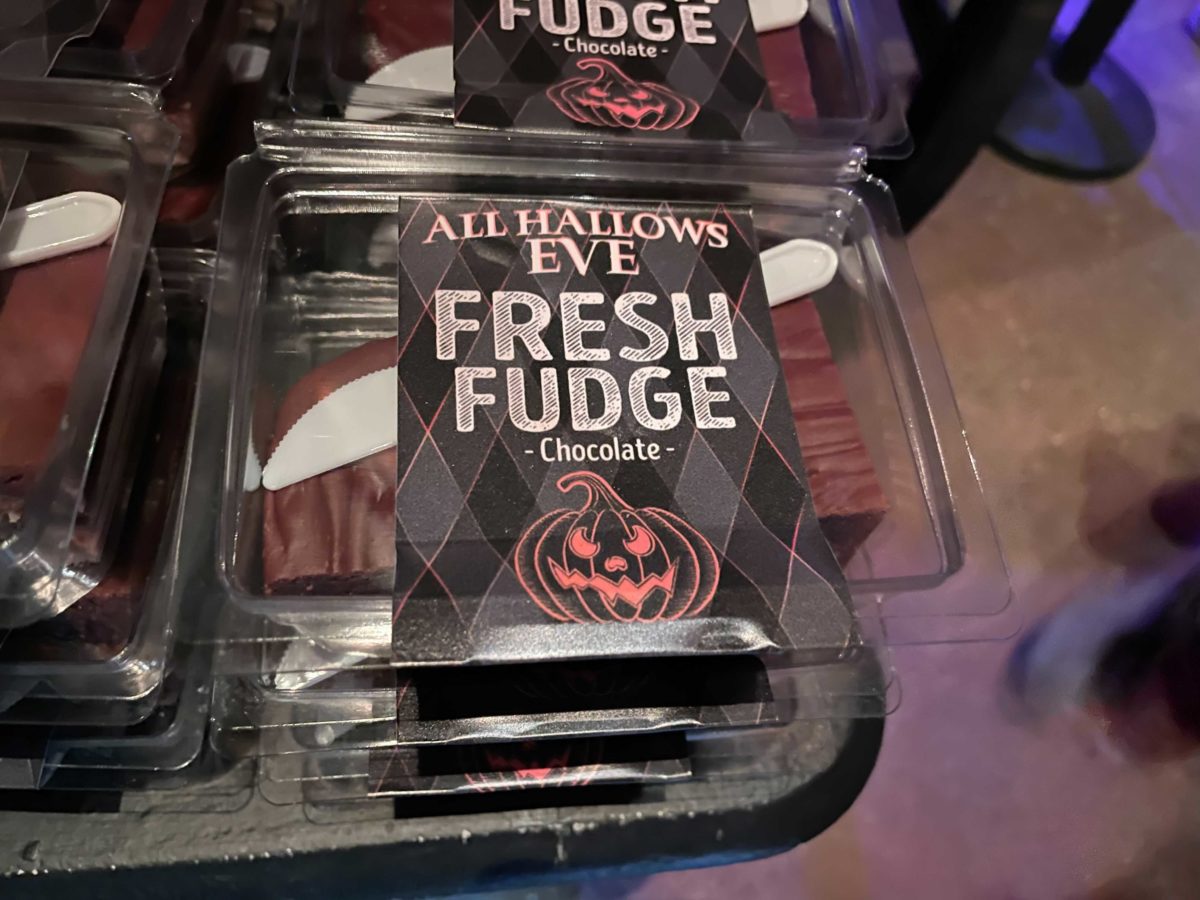 FUDGE
- Chocolate -
ALL HALLOWS
EVE
FRESH
FUDGE
- Chocolate -